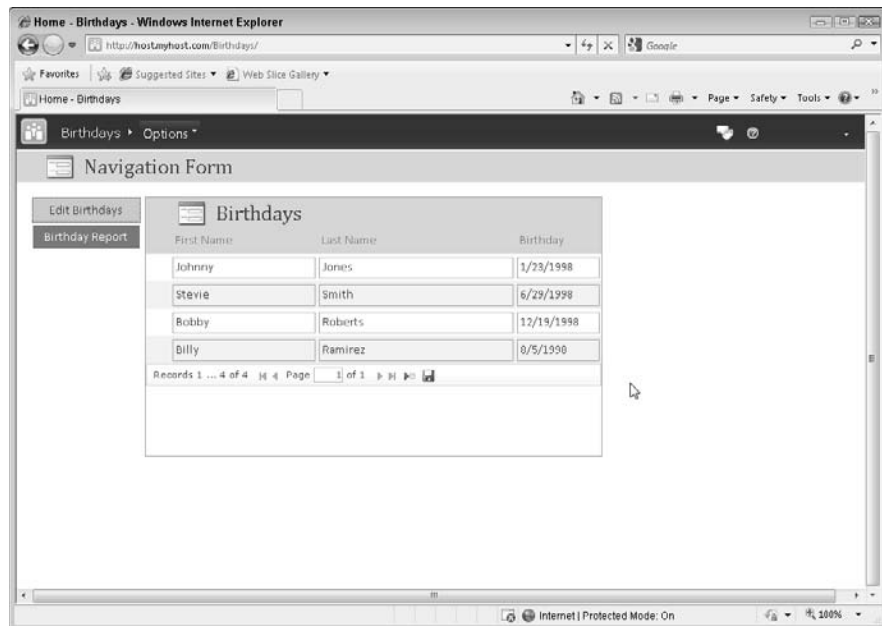 Home - Birthdays - Windows Internet Explorer
http://host.myhost.com/Birthdays/
Google
Favorites
Suggested Sites
Web Slice Gallery
Home - Birthdays
Page
Safety
Tools
Birthdays
Options
Navigation Form
Edit Birthdays
Birthday Report
Birthdays
First Name
Last Name
Birthday
Johnny Jones 1/23/1998
Stevie Smith 6/29/1998
Bobby Roberts 12/19/1998
Billy Ramirez
Records 1 ... 4 of 4
Page 1 of 1
Internet | Protected Mode: On
100%